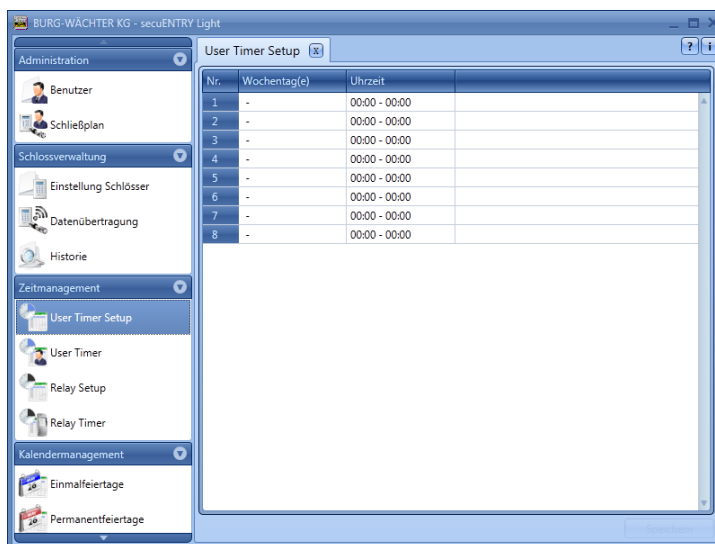 BURG-WÄCHTER KG - secuENTRY Light
Administration
Benutzer
Schließplan
Schlossverwaltung
Einstellung Schlösser
Datenübertragung
Historie
Zeitmanagement
User Timer Setup
User Timer
Relay Setup
Relay Timer
Kalendermanagement
Einmalfeiertage
Permanentfeiertage
User Timer Setup x
? i
Nr. Wochentag(e) Uhrzeit
1 - 00:00 - 00:00
2 - 00:00 - 00:00
3 - 00:00 - 00:00
4 - 00:00 - 00:00
5 - 00:00 - 00:00
6 - 00:00 - 00:00
7 - 00:00 - 00:00
8 - 00:00 - 00:00
Speichern